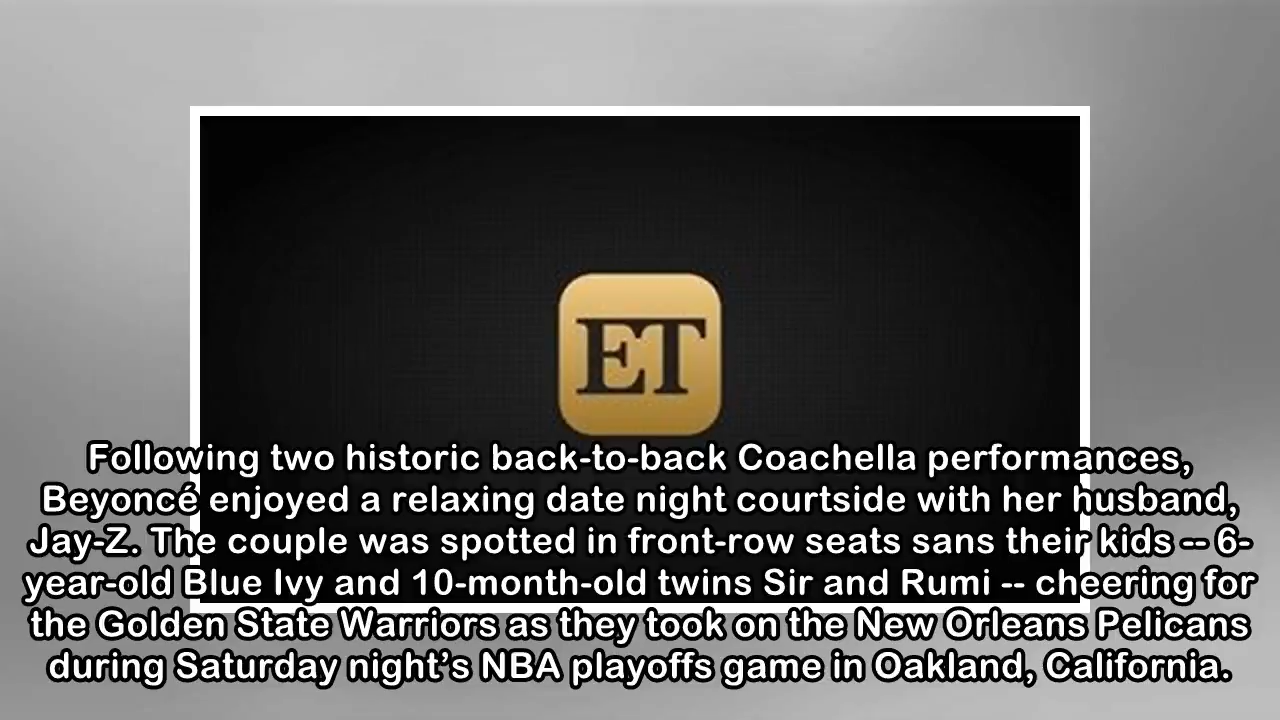 ET
Following two historic back-to-back Coachella performances,
Beyoncé enjoyed a relaxing date night courtside with her husband,
Jay-Z. The couple was spotted in front-row seats sans their kids -- 6-
year-old Blue Ivy and 10-month-old twins Sir and Rumi -- cheering for
the Golden State Warriors as they took on the New Orleans Pelicans
during Saturday night’s NBA playoffs game in Oakland, California.